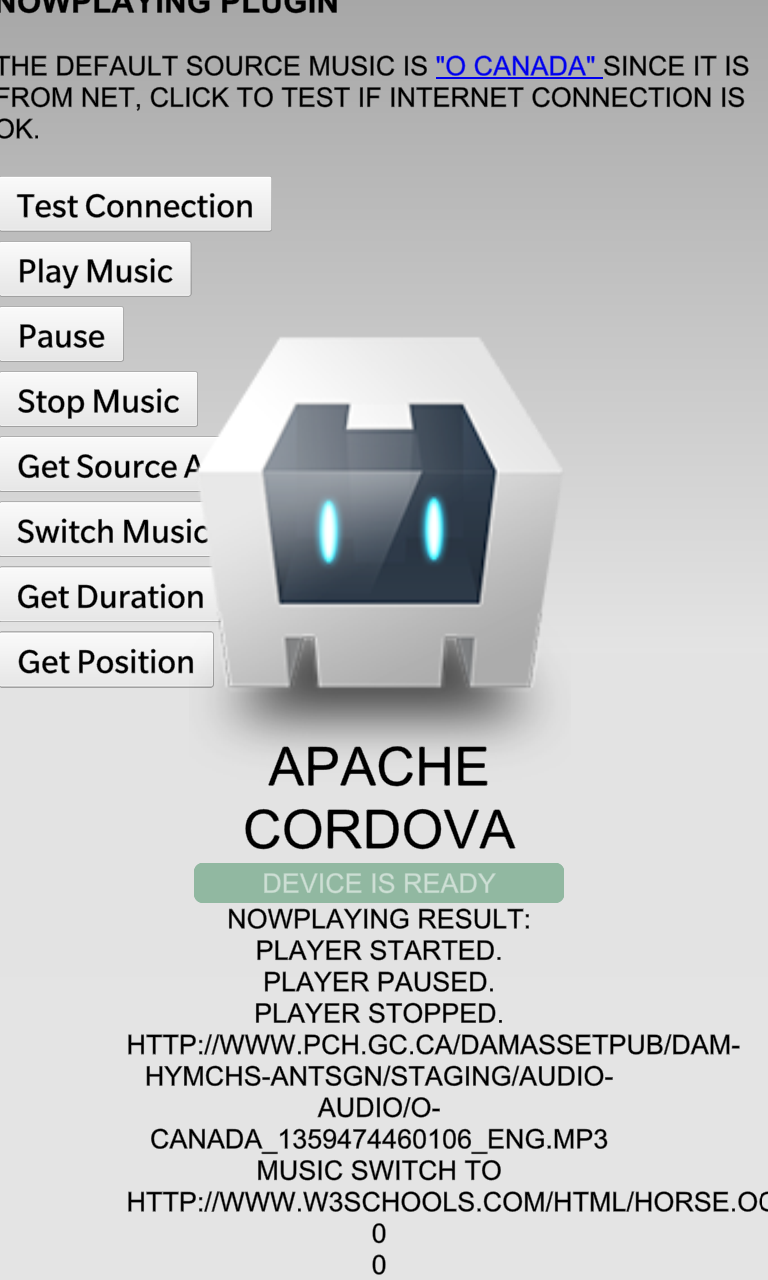 NOWPLAYING PLUGIN
THE DEFAULT SOURCE MUSIC IS "O CANADA" SINCE IT IS
FROM NET, CLICK TO TEST IF INTERNET CONNECTION IS
OK.
Test Connection
Play Music
Pause
Stop Music
Get Source A
Switch Music
Get Duration
Get Position
APACHE
CORDOVA
DEVICE IS READY
NOWPLAYING RESULT:
PLAYER STARTED.
PLAYER PAUSED.
PLAYER STOPPED.
HTTP://WWW.PCH.GC.CA/DAMASSETPUB/DAM-
HYMCHS-ANTSGN/STAGING/AUDIO-
AUDIO/O-
CANADA_1359474460106_ENG.MP3
MUSIC SWITCH TO
HTTP://WWW.W3SCHOOLS.COM/HTML/HORSE.OG
0
0